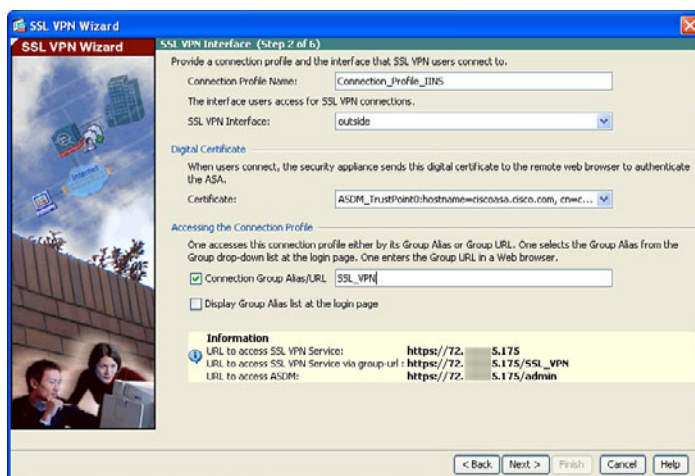 SSL VPN Wizard
SSL VPN Wizard
SSL VPN Interface (Step 2 of 6)
Provide a connection profile and the interface that SSL VPN users connect to.
Connection Profile Name: Connection_Profile_IINS
The interface users access for SSL VPN connections.
SSL VPN Interface: outside
Digital Certificate
When users connect, the security appliance sends this digital certificate to the remote web browser to authenticate
the ASA.
Certificate: ASDM_TrustPoint0:hostname=ciscoasa.cisco.com, cn=c...
Accessing the Connection Profile
One accesses this connection profile either by its Group Alias or Group URL. One selects the Group Alias from the
Group drop-down list at the login page. One enters the Group URL in a Web browser.
Connection Group Alias/URL SSL_VPN
Display Group Alias list at the login page
Information
URL to access SSL VPN Service: https://72. 5.175
URL to access SSL VPN Service via group-url : https://72. 5.175/SSL_VPN
URL to access ASDM: https://72. 5.175/admin
Internet
< Back Next > Finish Cancel Help